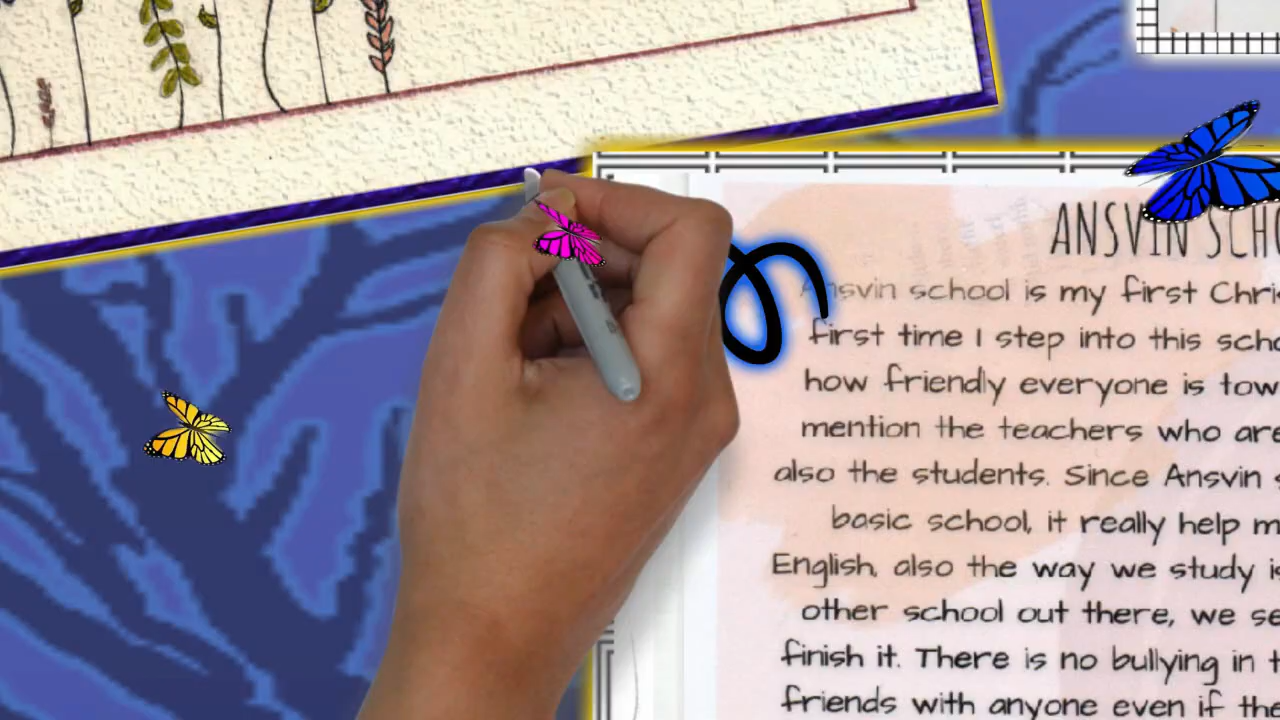 ANSVIN SCH
Ansvin school is my first Chri
first time I step into this scho
how friendly everyone is tow
mention the teachers who are
also the students. Since Ansvin s
basic school, it really help m
English, also the way we study is
other school out there, we se
finish it. There is no bullying in t
friends with anyone even if the